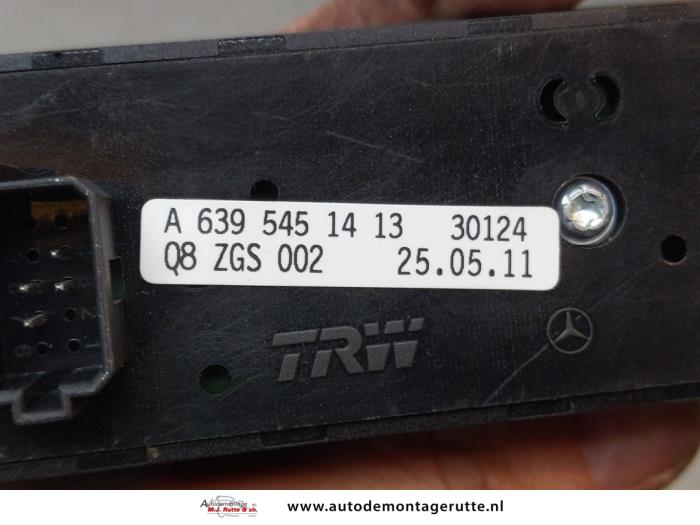 A 639 545 14 13 30124
Q8 ZGS 002 25.05.11
TRW
Autodemontage
M.J. Rutte & zn.
www.autodemontagerutte.nl